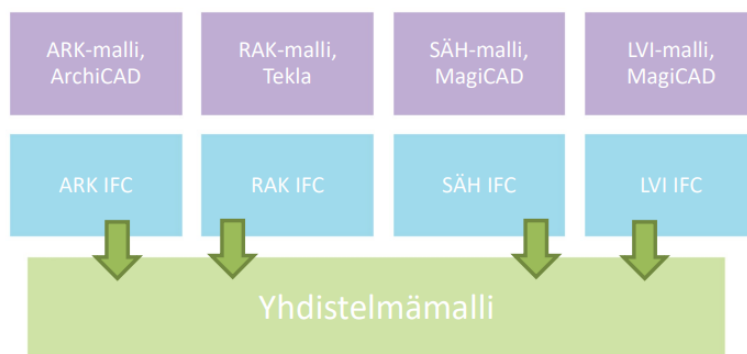 ARK-malli,
ArchiCAD
RAK-malli,
Tekla
SÄH-malli,
MagiCAD
LVI-malli,
MagiCAD
ARK IFC
RAK IFC
SÄH IFC
LVI IFC
Yhdistelmämalli